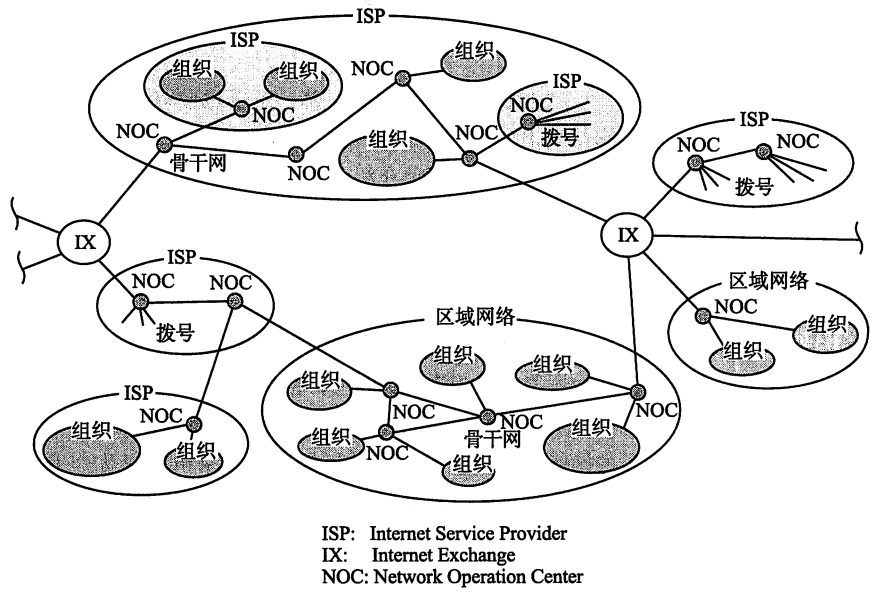 ISP
ISP
组织
组织
NOC
NOC
骨干网
NOC
NOC
组织
组织
NOC
ISP
NOC
拨号
ISP
NOC
NOC
拨号
IX
IX
ISP
NOC
NOC
拨号
ISP
NOC
组织
组织
区域网络
组织
组织
组织
NOC
NOC
骨干网
NOC
组织
组织
组织
NOC
区域网络
NOC
组织
组织
ISP: Internet Service Provider
IX: Internet Exchange
NOC: Network Operation Center